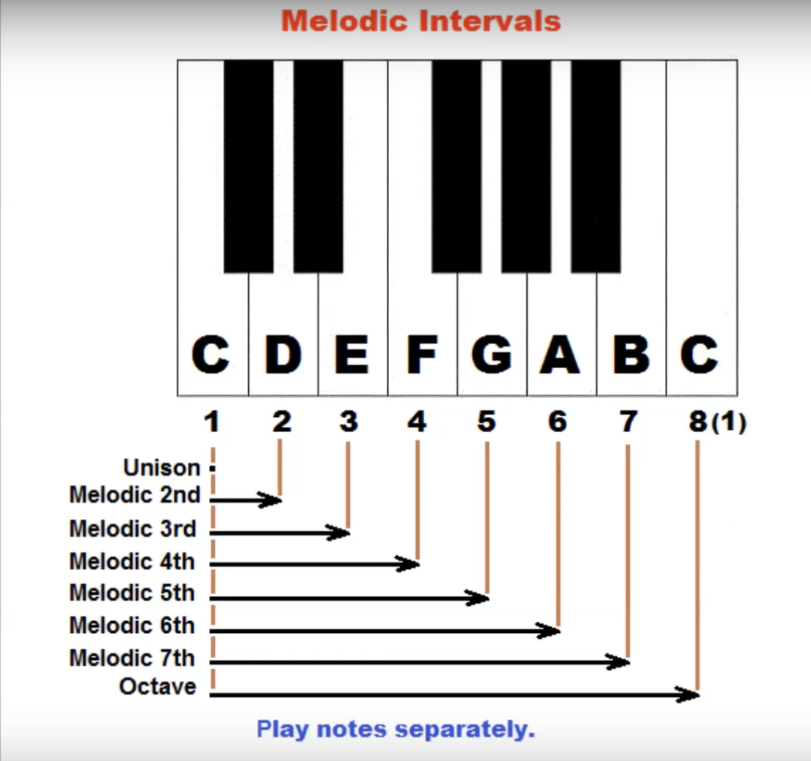 Melodic Intervals
C D E F G A B C
1 2 3 4 5 6 7 8(1)
Unison
Melodic 2nd
Melodic 3rd
Melodic 4th
Melodic 5th
Melodic 6th
Melodic 7th
Octave
Play notes separately.